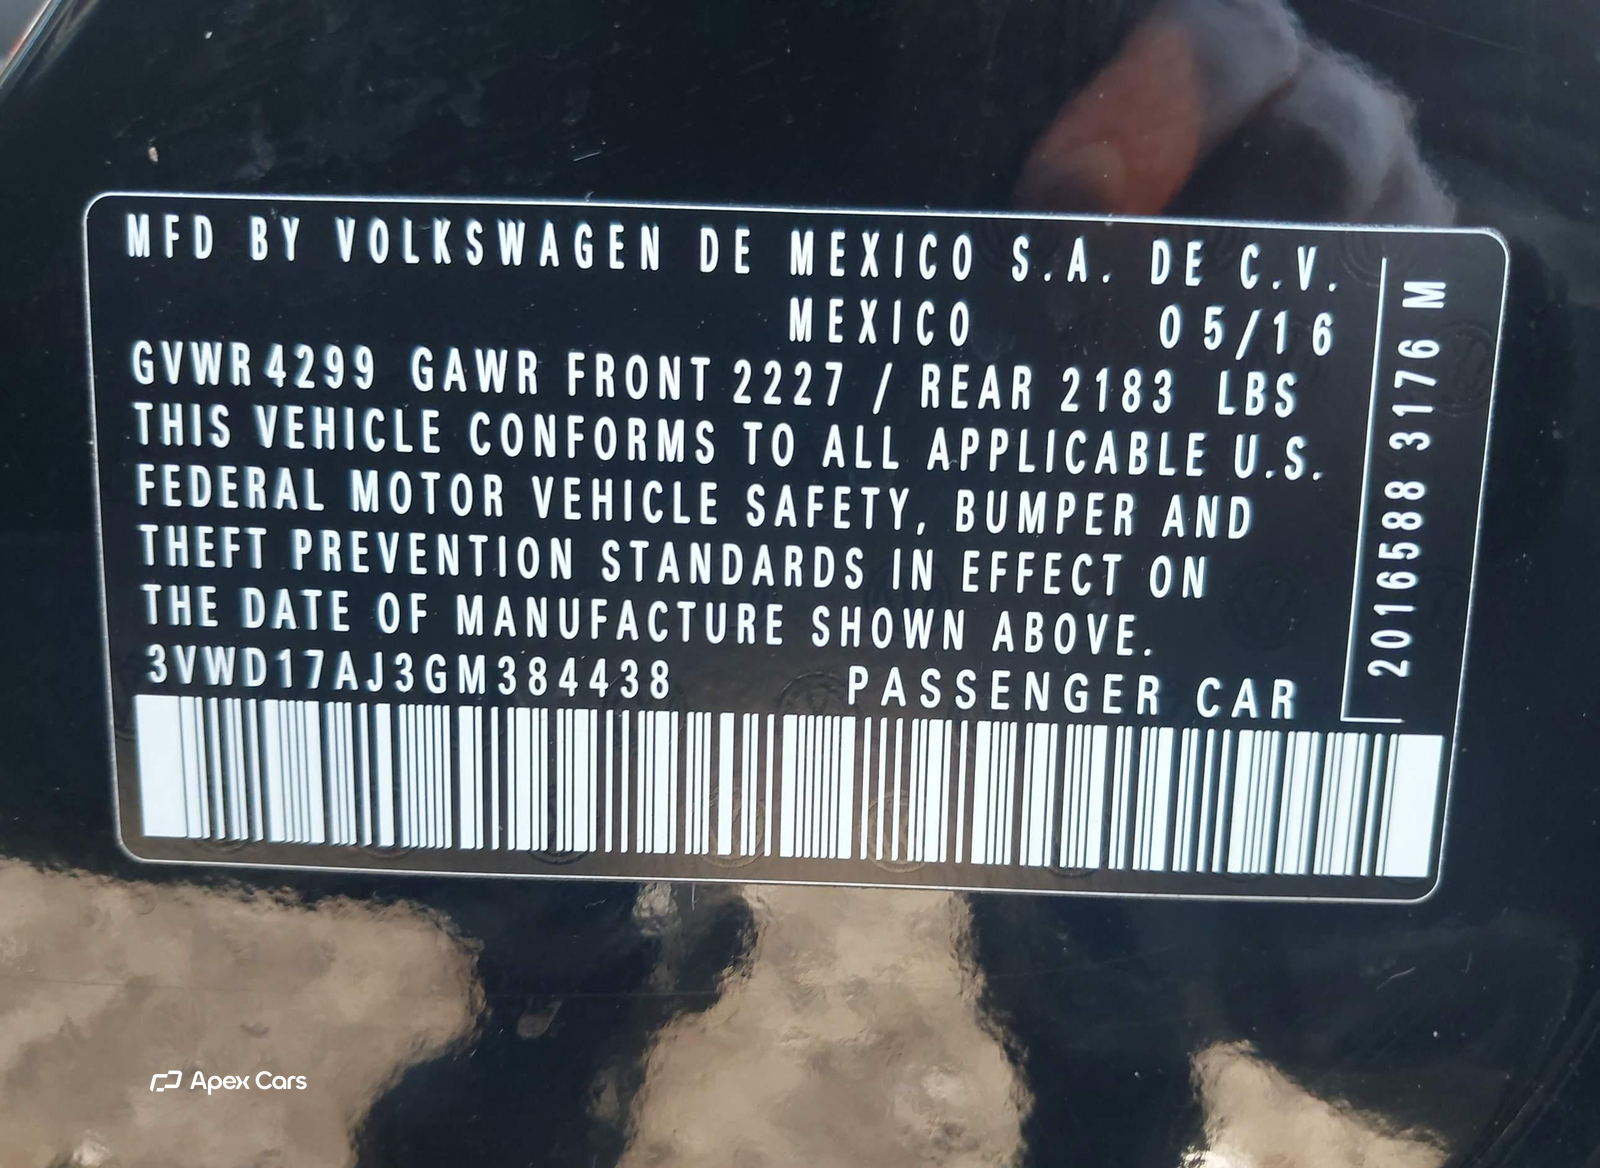 MFD BY VOLKSWAGEN DE MEXICO S.A. DE C.V.
MEXICO 05/16
GVWR 4299 GAWR FRONT 2227 / REAR 2183 LBS
THIS VEHICLE CONFORMS TO ALL APPLICABLE U.S.
FEDERAL MOTOR VEHICLE SAFETY, BUMPER AND
THEFT PREVENTION STANDARDS IN EFFECT ON
THE DATE OF MANUFACTURE SHOWN ABOVE.
3VWD17AJ3GM384438 PASSENGER CAR
2016588 3176 M
Apex Cars